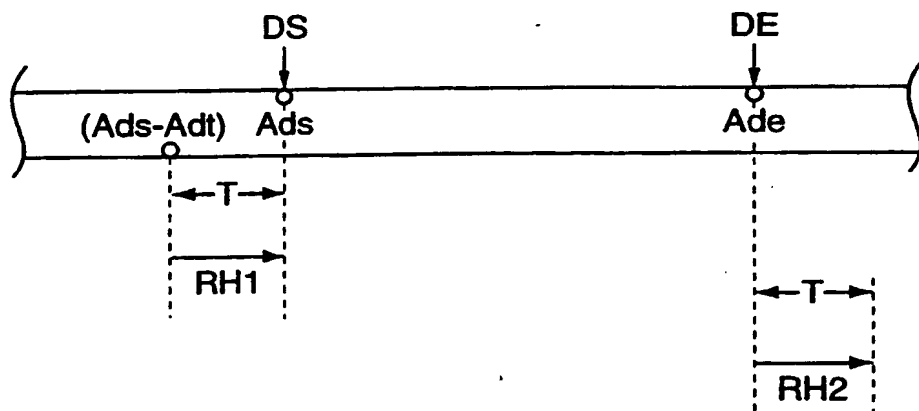 DS DE
(Ads-Adt) Ads Ade
T
RH1
T
RH2